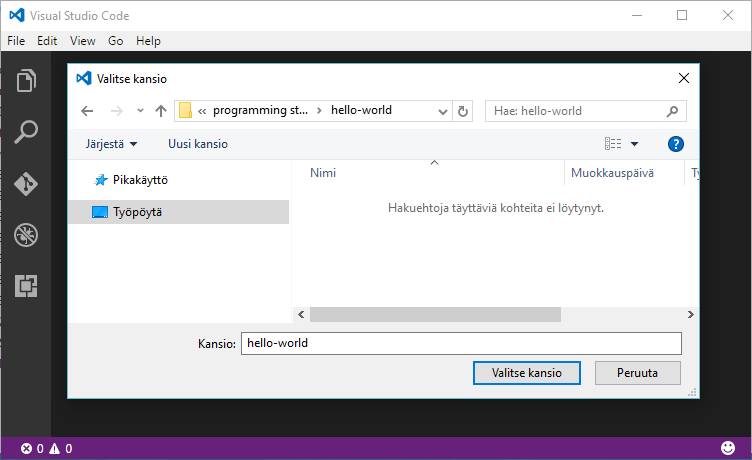 Visual Studio Code
File Edit View Go Help
Valitse kansio
« programming st... > hello-world
Hae: hello-world
Järjestä Uusi kansio
?
Pikakäyttö
Työpöytä
Nimi Muokkauspäivä Ty
Hakuehtoja täyttäviä kohteita ei löytynyt.
Kansio: hello-world
Valitse kansio Peruuta
0 0